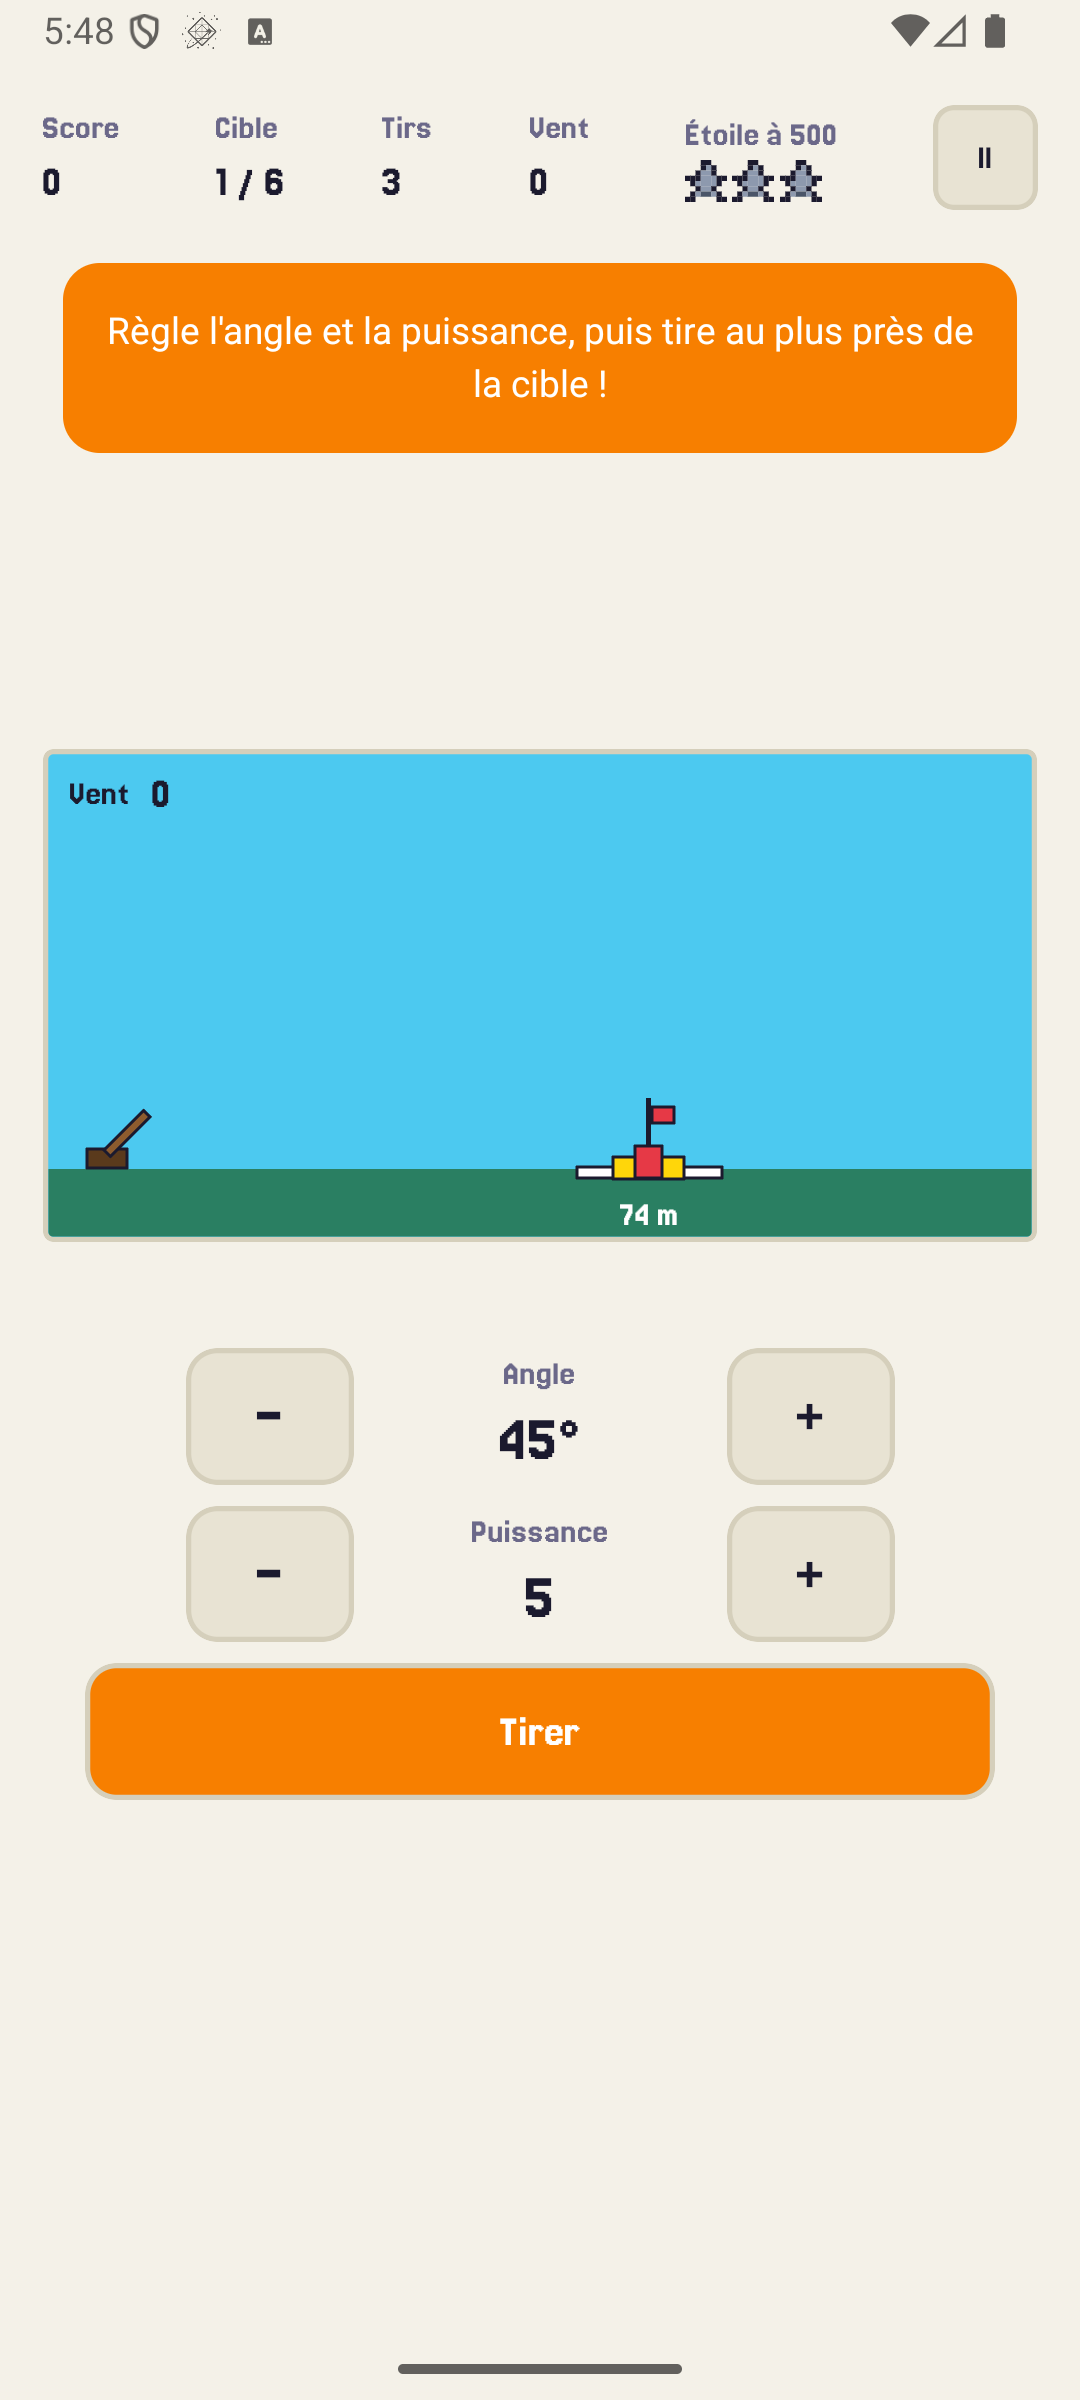 5:48
Score
Cible
Tirs
Vent
Étoile à 500
0
1 / 6
3
0
Règle l'angle et la puissance, puis tire au plus près de
la cible !
Vent 0
74 m
Angle
- 45° +
Puissance
- 5 +
Tirer